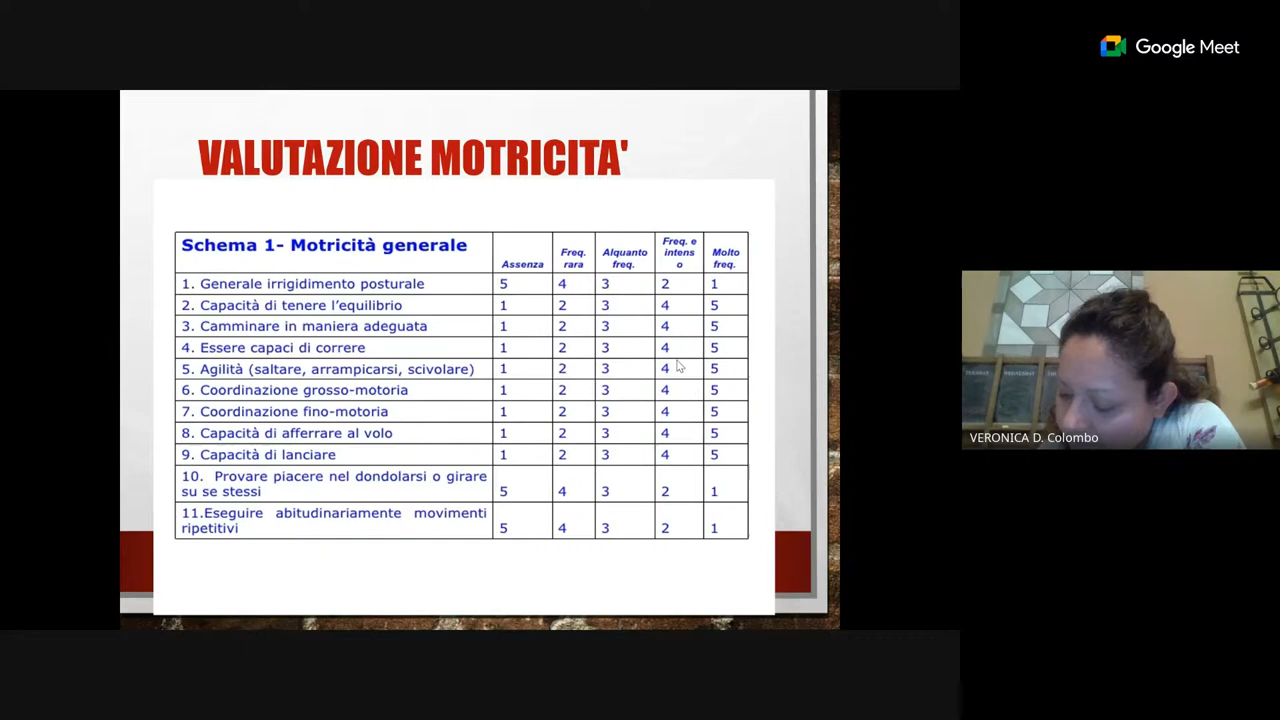 Google Meet
VALUTAZIONE MOTRICITA'
Schema 1- Motricità generale
Assenza
Freq. rara
Alquanto freq.
Freq. e intens o
Molto freq.
1. Generale irrigidimento posturale 5 4 3 2 1
2. Capacità di tenere l'equilibrio 1 2 3 4 5
3. Camminare in maniera adeguata 1 2 3 4 5
4. Essere capaci di correre 1 2 3 4 5
5. Agilità (saltare, arrampicarsi, scivolare) 1 2 3 4 5
6. Coordinazione grosso-motoria 1 2 3 4 5
7. Coordinazione fino-motoria 1 2 3 4 5
8. Capacità di afferrare al volo 1 2 3 4 5
9. Capacità di lanciare 1 2 3 4 5
10. Provare piacere nel dondolarsi o girare
su se stessi 5 4 3 2 1
11.Eseguire abitudinariamente movimenti
ripetitivi 5 4 3 2 1
VERONICA D. Colombo